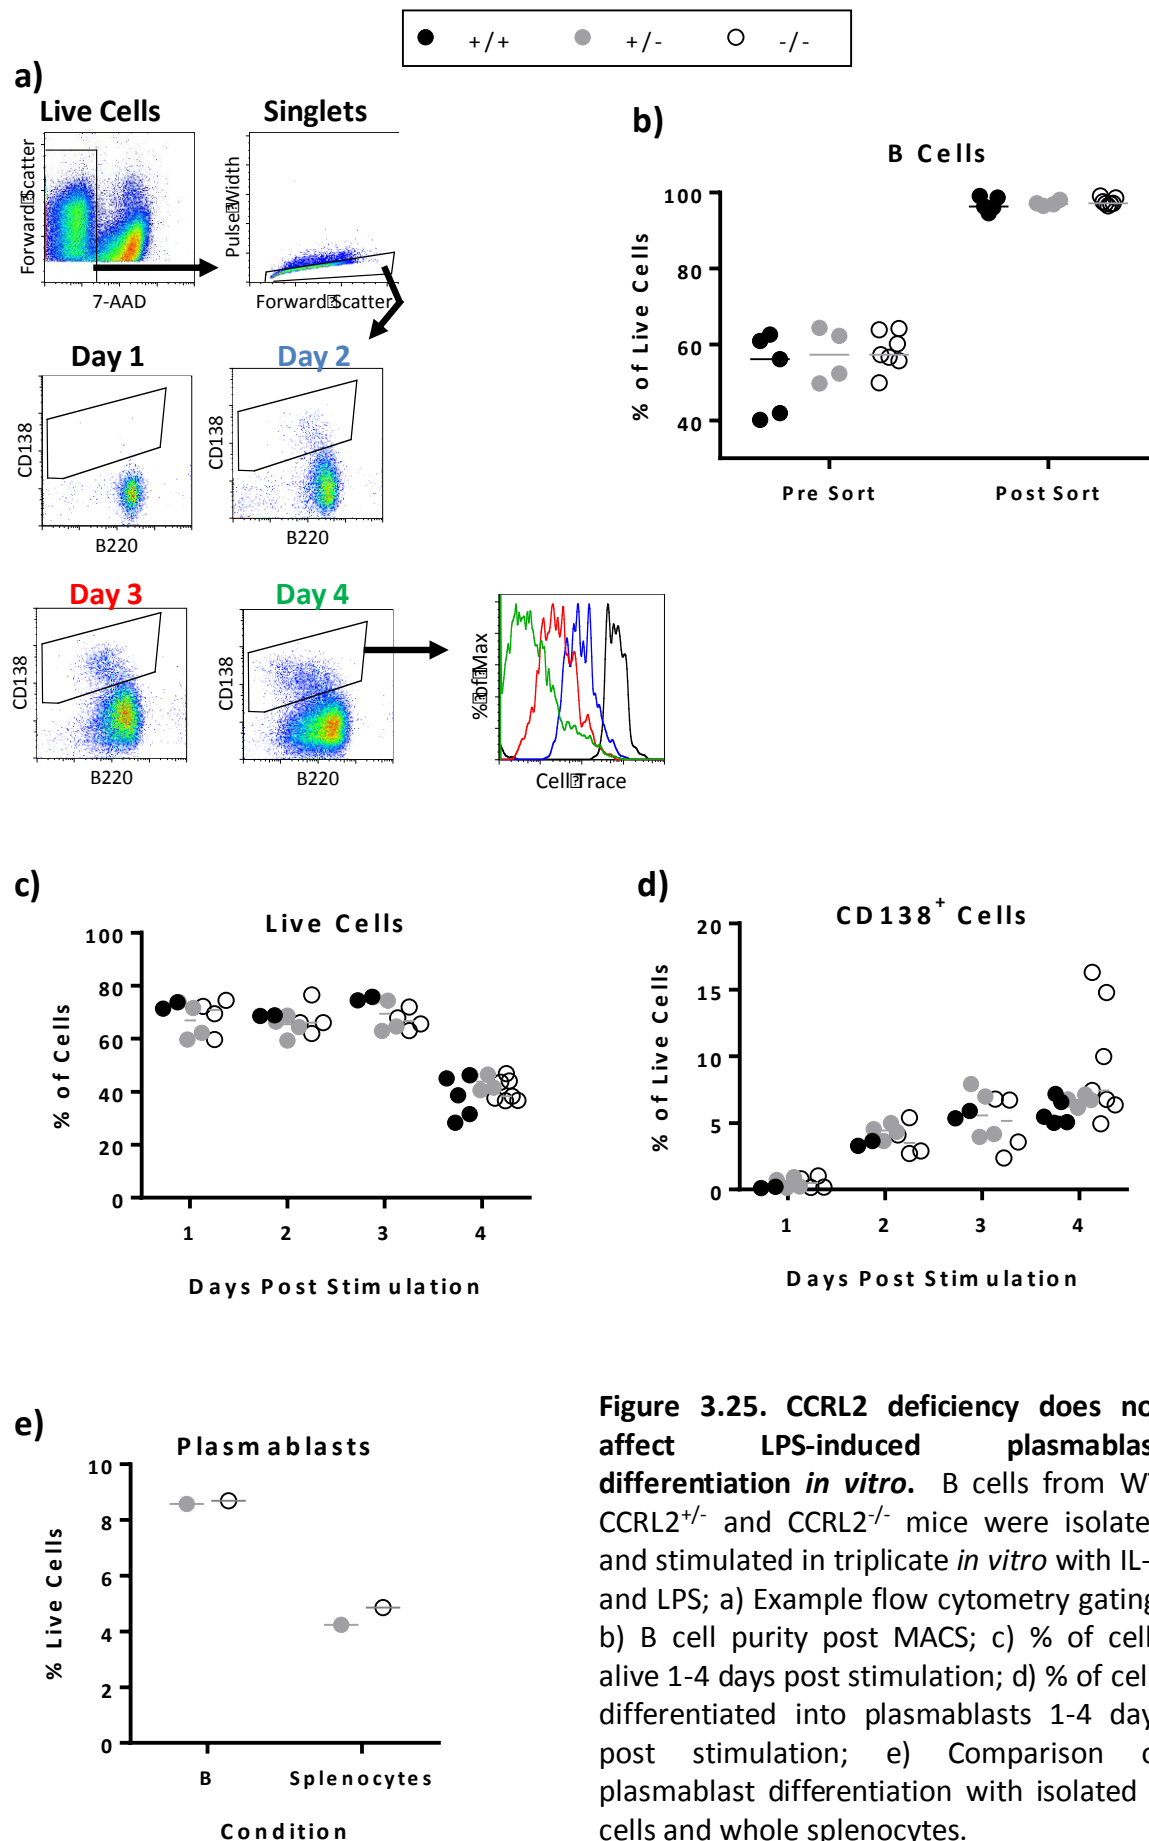 +/+ +/- -/-
a)
Live Cells
Singlets
Forward Scatter
7-AAD
Pulse Width
Forward Scatter
Day 1
Day 2
CD138
B220
CD138
B220
Day 3
Day 4
CD138
B220
CD138
B220
% of Max
Cell Trace
b)
B Cells
% of Live Cells
100
80
60
40
Pre Sort
Post Sort
c)
Live Cells
% of Cells
100
80
60
40
20
0
1 2 3 4
Days Post Stimulation
d)
CD138+ Cells
% of Live Cells
20
15
10
5
0
1 2 3 4
Days Post Stimulation
e)
Plasmablasts
% Live Cells
10
8
6
4
2
0
B Splenocytes
Condition
Figure 3.25. CCRL2 deficiency does no
affect LPS-induced plasmablas
differentiation in vitro. B cells from W
CCRL2+/- and CCRL2-/- mice were isolate
and stimulated in triplicate in vitro with IL-
and LPS; a) Example flow cytometry gating
b) B cell purity post MACS; c) % of cell
alive 1-4 days post stimulation; d) % of cel
differentiated into plasmablasts 1-4 day
post stimulation; e) Comparison o
plasmablast differentiation with isolated
cells and whole splenocytes.